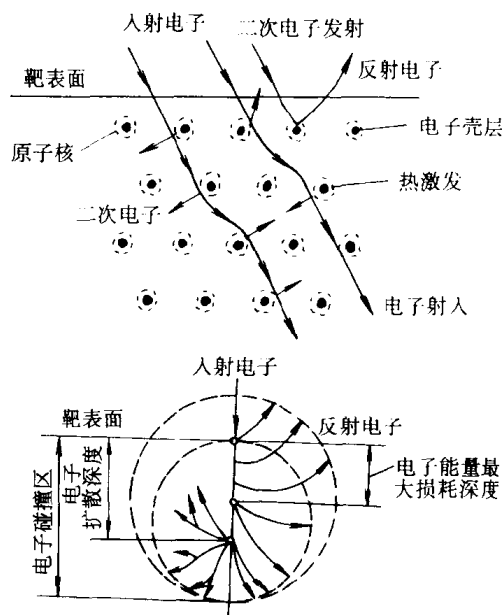 入射电子
二次电子发射
反射电子
靶表面
电子壳层
原子核
热激发
二次电子
电子射入
入射电子
靶表面
反射电子
电子碰撞区
电子
扩散深度
电子能量最
大损耗深度